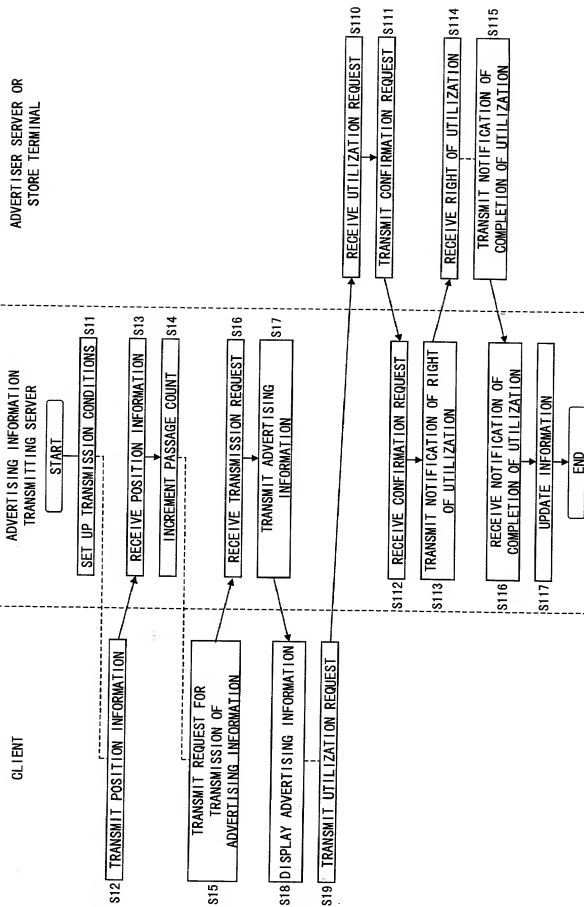 CLIENT
ADVERTISING INFORMATION
TRANSMITTING SERVER
ADVERTISER SERVER OR
STORE TERMINAL
START
SET UP TRANSMISSION CONDITIONS
S11
S12
TRANSMIT POSITION INFORMATION
RECEIVE POSITION INFORMATION
S13
INCREMENT PASSAGE COUNT
S14
S15
TRANSMIT REQUEST FOR
TRANSMISSION OF
ADVERTISING INFORMATION
RECEIVE TRANSMISSION REQUEST
S16
TRANSMIT ADVERTISING
INFORMATION
S17
S18
DISPLAY ADVERTISING INFORMATION
S19
TRANSMIT UTILIZATION REQUEST
RECEIVE UTILIZATION REQUEST
S110
TRANSMIT CONFIRMATION REQUEST
S111
S112
RECEIVE CONFIRMATION REQUEST
S113
TRANSMIT NOTIFICATION OF RIGHT
OF UTILIZATION
RECEIVE RIGHT OF UTILIZATION
S114
TRANSMIT NOTIFICATION OF
COMPLETION OF UTILIZATION
S115
S116
RECEIVE NOTIFICATION OF
COMPLETION OF UTILIZATION
S117
UPDATE INFORMATION
END